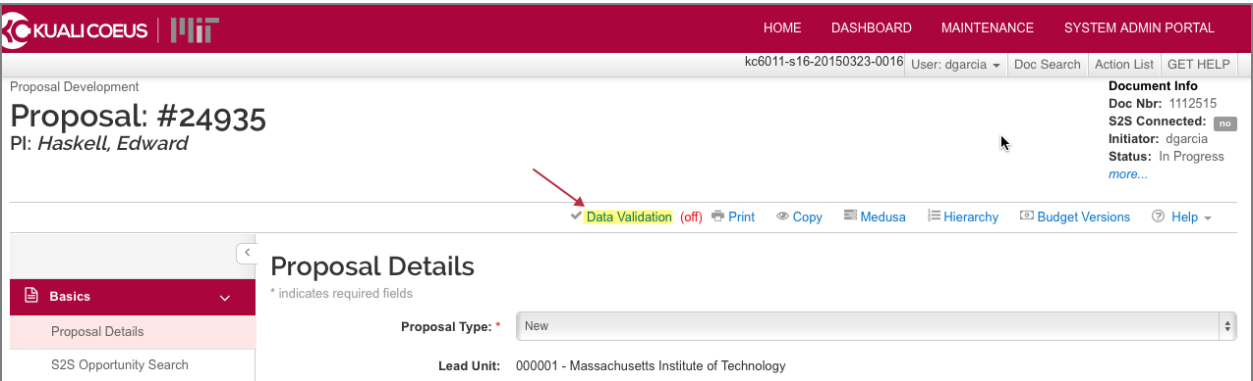 KUALI COEUS MIT
HOME DASHBOARD MAINTENANCE SYSTEM ADMIN PORTAL
kc6011-s16-20150323-0016 User: dgarcia Doc Search Action List GET HELP
Proposal Development
Proposal: #24935
PI: Haskell, Edward
Document Info
Doc Nbr: 1112515
S2S Connected: no
Initiator: dgarcia
Status: In Progress
more...
Data Validation (off) Print Copy Medusa Hierarchy Budget Versions Help
Basics
Proposal Details
S2S Opportunity Search
Proposal Details
* indicates required fields
Proposal Type: * New
Lead Unit: 000001 - Massachusetts Institute of Technology